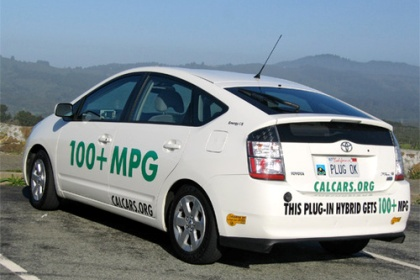 100+ MPG
CALCARS.ORG
PLUG OK
CALCARS.ORG
THIS PLUG-IN HYBRID GETS 100+ MPG